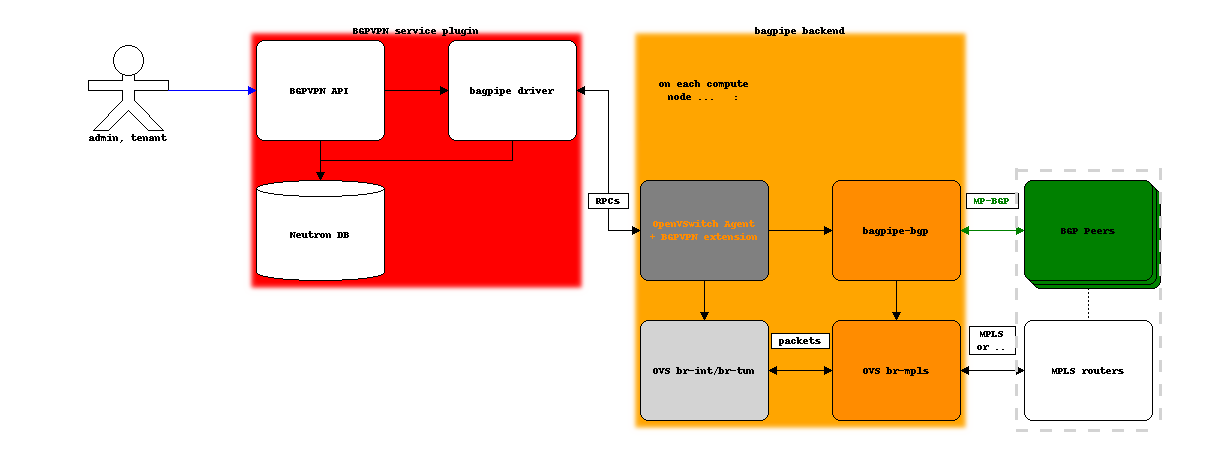 BGPVPN service plugin
bagpipe backend
BGPVPN API
bagpipe driver
on each compute
node ... :
admin, tenant
RPCs
MP-BGP
OpenVSwitch Agent
+ BGPVPN extension
bagpipe-bgp
BGP Peers
Neutron DB
packets
MPLS
or ..
OVS br-int/br-tun
OVS br-mpls
MPLS routers